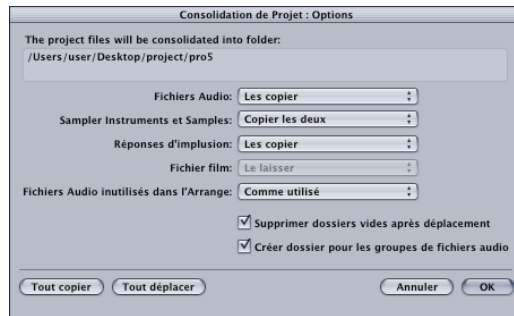 Consolidation de Projet : Options
The project files will be consolidated into folder:
/Users/user/Desktop/project/pro5
Fichiers Audio: Les copier
Sampler Instruments et Samples: Copier les deux
Réponses d'implusion: Les copier
Fichier film: Le laisser
Fichiers Audio inutilisés dans l'Arrange: Comme utilisé
Supprimer dossiers vides après déplacement
Créer dossier pour les groupes de fichiers audio
Tout copier Tout déplacer Annuler OK